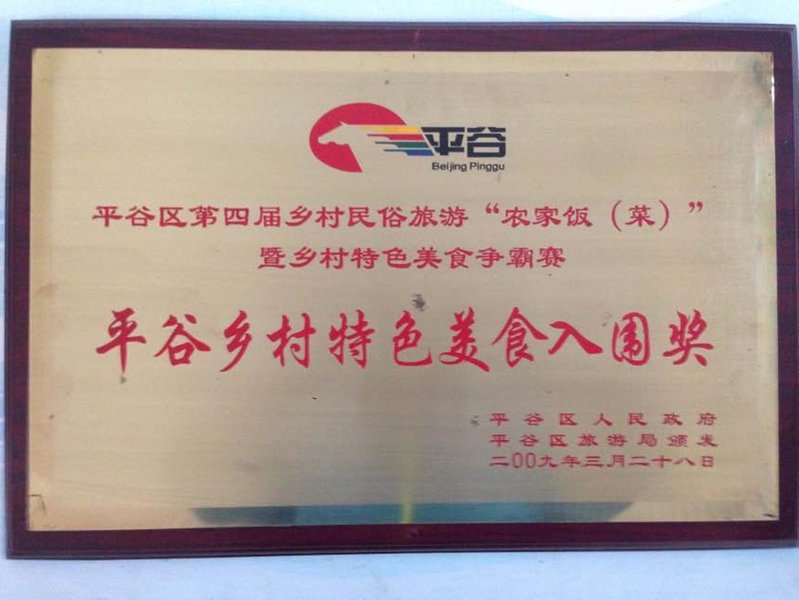 平谷
Beijing Pinggu
平谷区第四届乡村民俗旅游“农家饭（菜）”
暨乡村特色美食争霸赛
平谷乡村特色美食入围奖
平谷区人民政府
平谷区旅游局颁发
二00九年三月二十八日